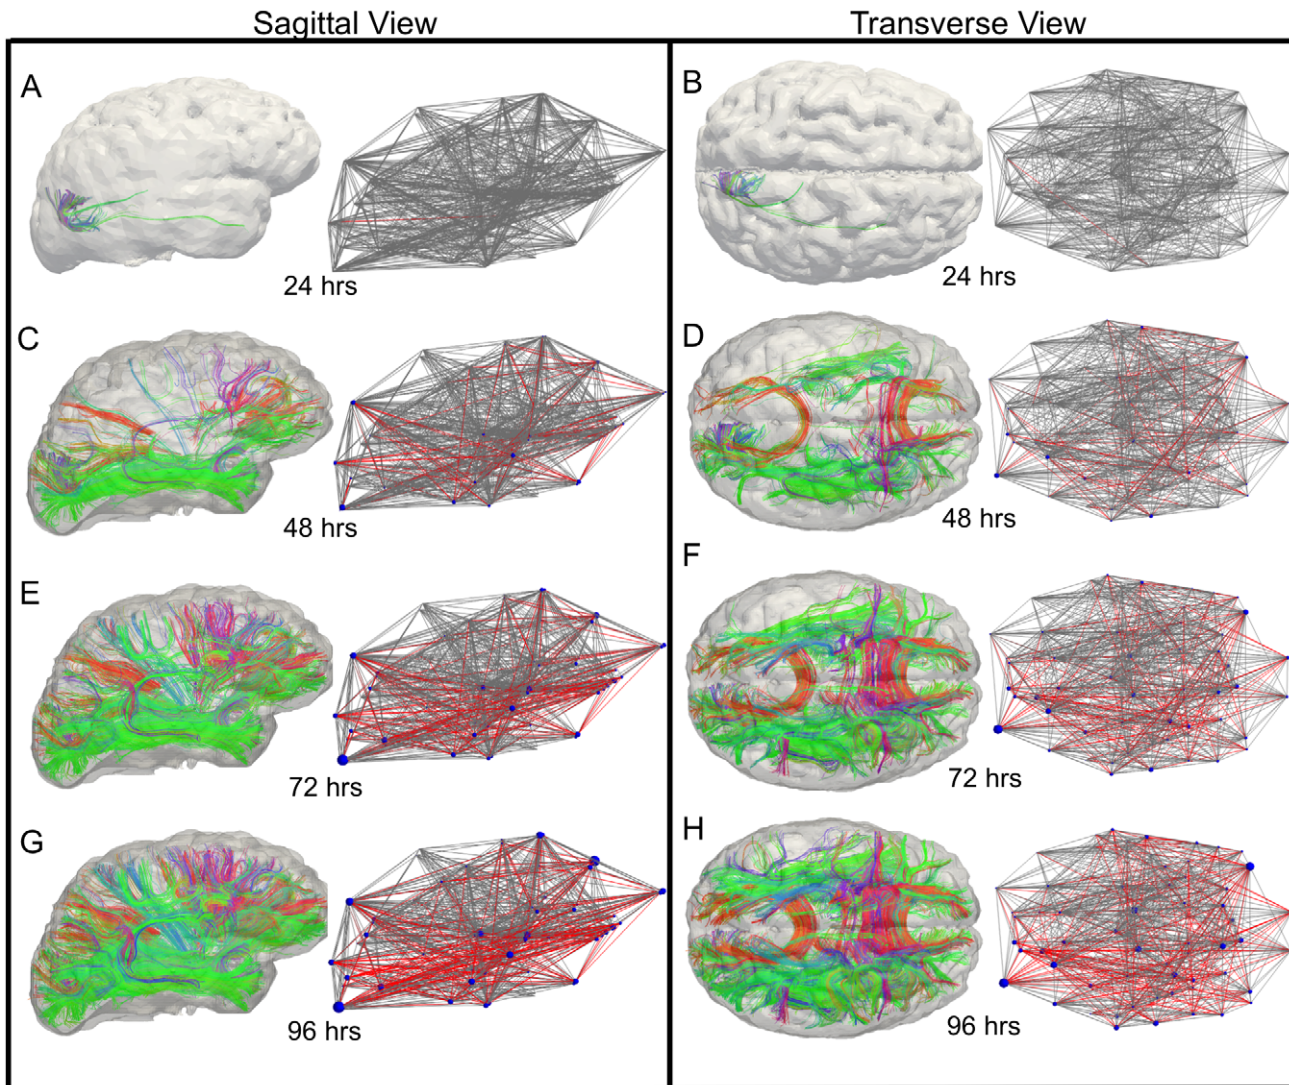 Sagittal View
Transverse View
A
B
24 hrs
24 hrs
C
D
48 hrs
48 hrs
E
F
72 hrs
72 hrs
G
H
96 hrs
96 hrs